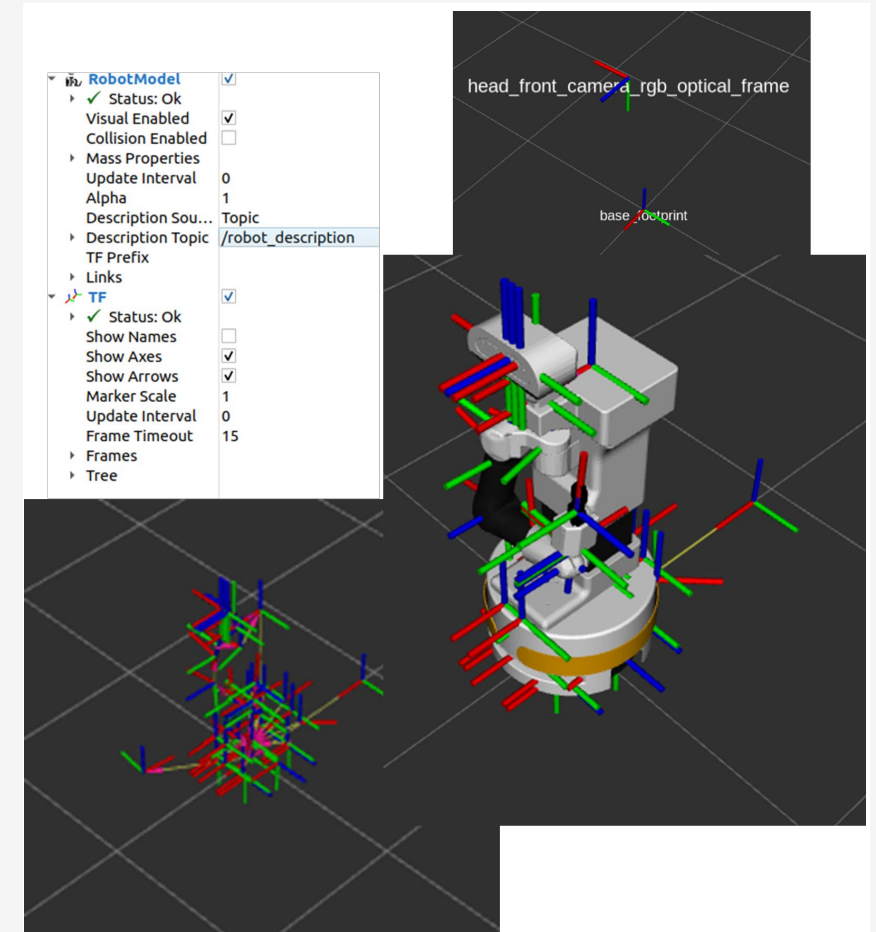 RobotModel
Status: Ok
Visual Enabled
Collision Enabled
Mass Properties
Update Interval 0
Alpha 1
Description Sou... Topic
Description Topic /robot_description
TF Prefix
Links
TF
Status: Ok
Show Names
Show Axes
Show Arrows
Marker Scale 1
Update Interval 0
Frame Timeout 15
Frames
Tree
head_front_camera_rgb_optical_frame
base_footprint